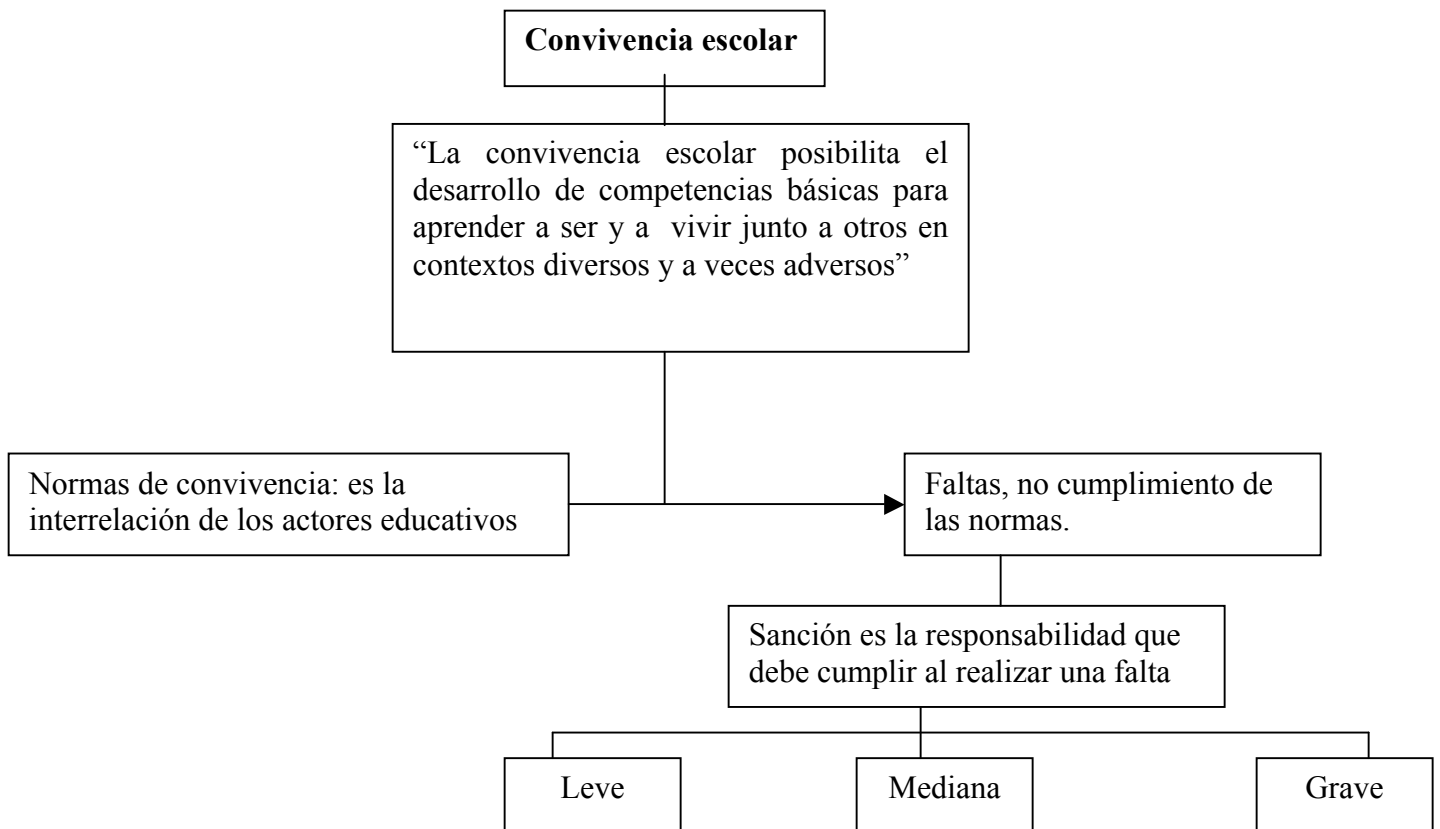 Convivencia escolar
“La convivencia escolar posibilita el
desarrollo de competencias básicas para
aprender a ser y a vivir junto a otros en
contextos diversos y a veces adversos”
Normas de convivencia: es la
interrelación de los actores educativos
Faltas, no cumplimiento de
las normas.
Sanción es la responsabilidad que
debe cumplir al realizar una falta
Leve
Mediana
Grave